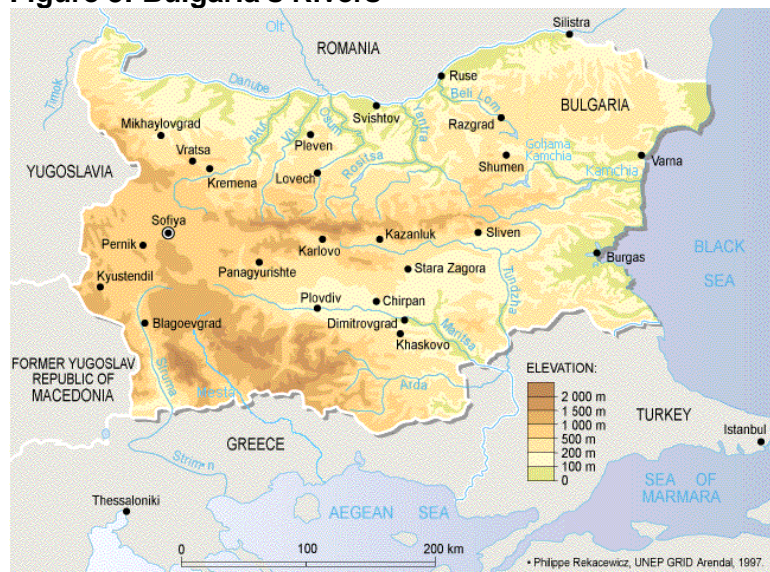 Figure 3: Bulgaria's Rivers
Silistra
Olt
ROMANIA
Timok
Danube
Ruse
Beli Lom
BULGARIA
Svishtov
Yantra
Mikhaylovgrad
Iskur
Vit
Osum
Pleven
Razgrad
Vratsa
Rositsa
Goljama
Kamchia
YUGOSLAVIA
Kremena
Lovech
Shumen
Kamchia
Varna
Sofiya
Pernik
Karlovo
Kazanluk
Sliven
Panagyurishte
Burgas
BLACK
SEA
Kyustendil
Stara Zagora
Tundzha
Plovdiv
Chirpan
Blagoevgrad
Dimitrovgrad
Maritsa
Khaskovo
FORMER YUGOSLAV
REPUBLIC OF
MACEDONIA
Struma
Mesta
Arda
ELEVATION:
2 000 m
1 500 m
1 000 m
500 m
200 m
100 m
0
TURKEY
Istanbul
GREECE
Thessaloniki
AEGEAN SEA
SEA OF
MARMARA
0 100 200 km
• Philippe Rekacewicz, UNEP GRID Arendal, 1997.